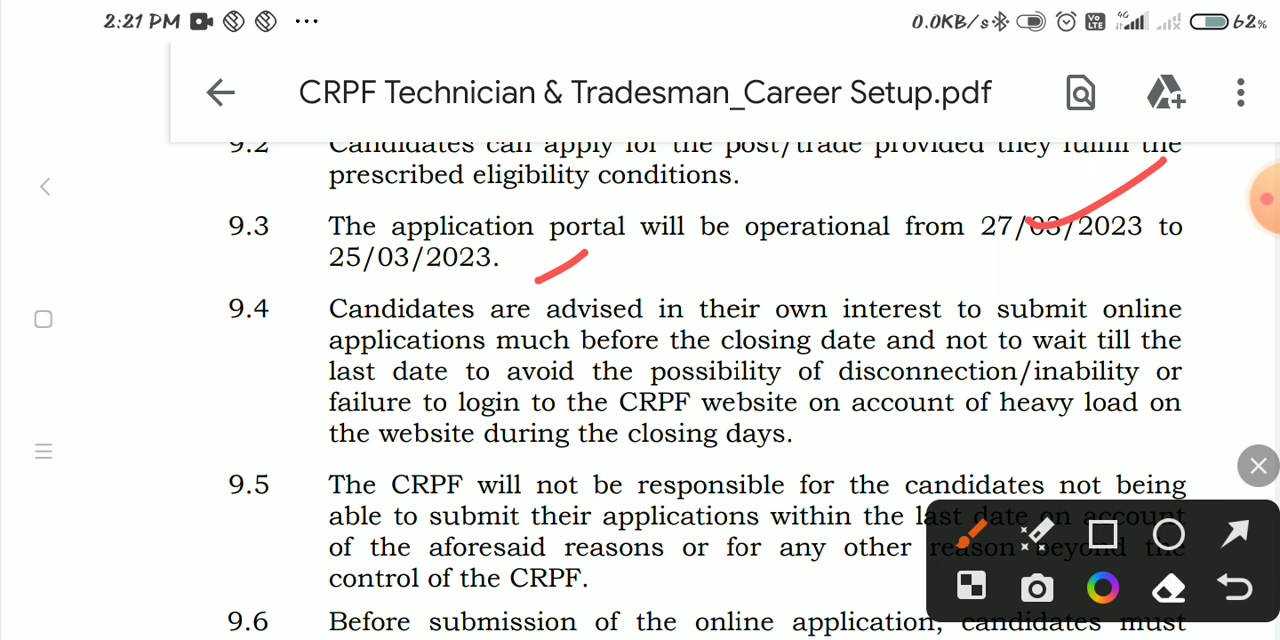 2:21 PM
0.0KB/s 4G Vo LTE 62%
CRPF Technician & Tradesman_Career Setup.pdf
9.2 Candidates can apply for the post/trade provided they fulfill the
prescribed eligibility conditions.
9.3 The application portal will be operational from 27/03/2023 to
25/03/2023.
9.4 Candidates are advised in their own interest to submit online
applications much before the closing date and not to wait till the
last date to avoid the possibility of disconnection/inability or
failure to login to the CRPF website on account of heavy load on
the website during the closing days.
9.5 The CRPF will not be responsible for the candidates not being
able to submit their applications within the last date on account
of the aforesaid reasons or for any other reason beyond the
control of the CRPF.
9.6 Before submission of the online application, candidates must